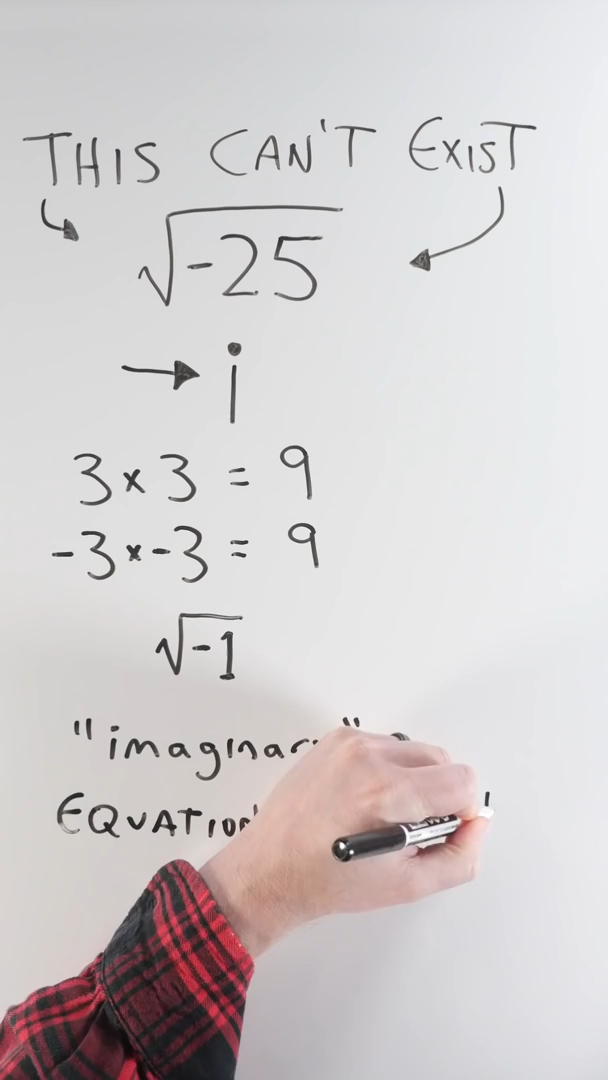 THIS CAN'T EXIST
√-25
i
3 × 3 = 9
-3 × -3 = 9
√-1
"imaginary"
EQUATION